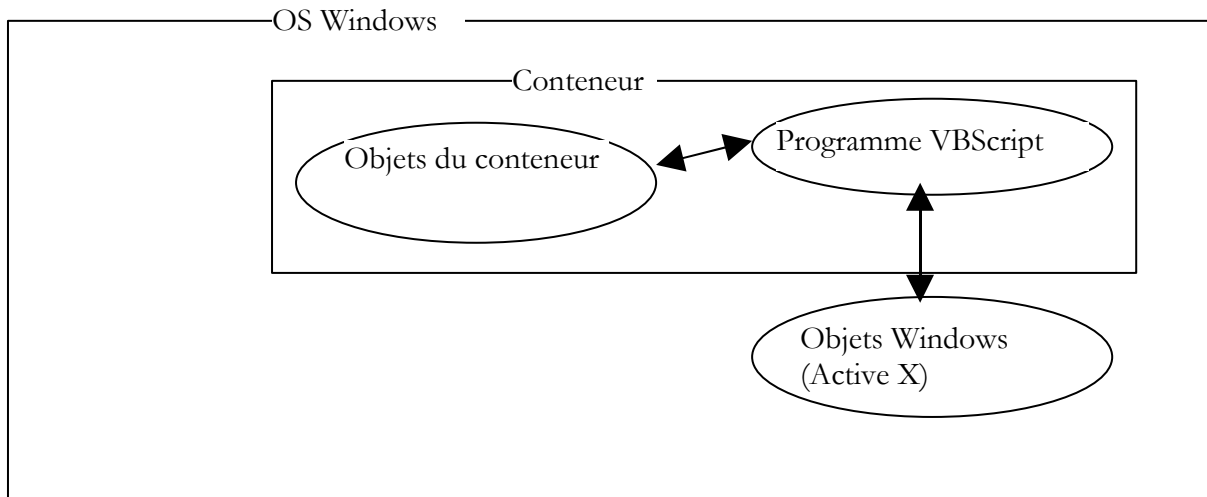 OS Windows
Conteneur
Objets du conteneur
Programme VBScript
Objets Windows
(Active X)